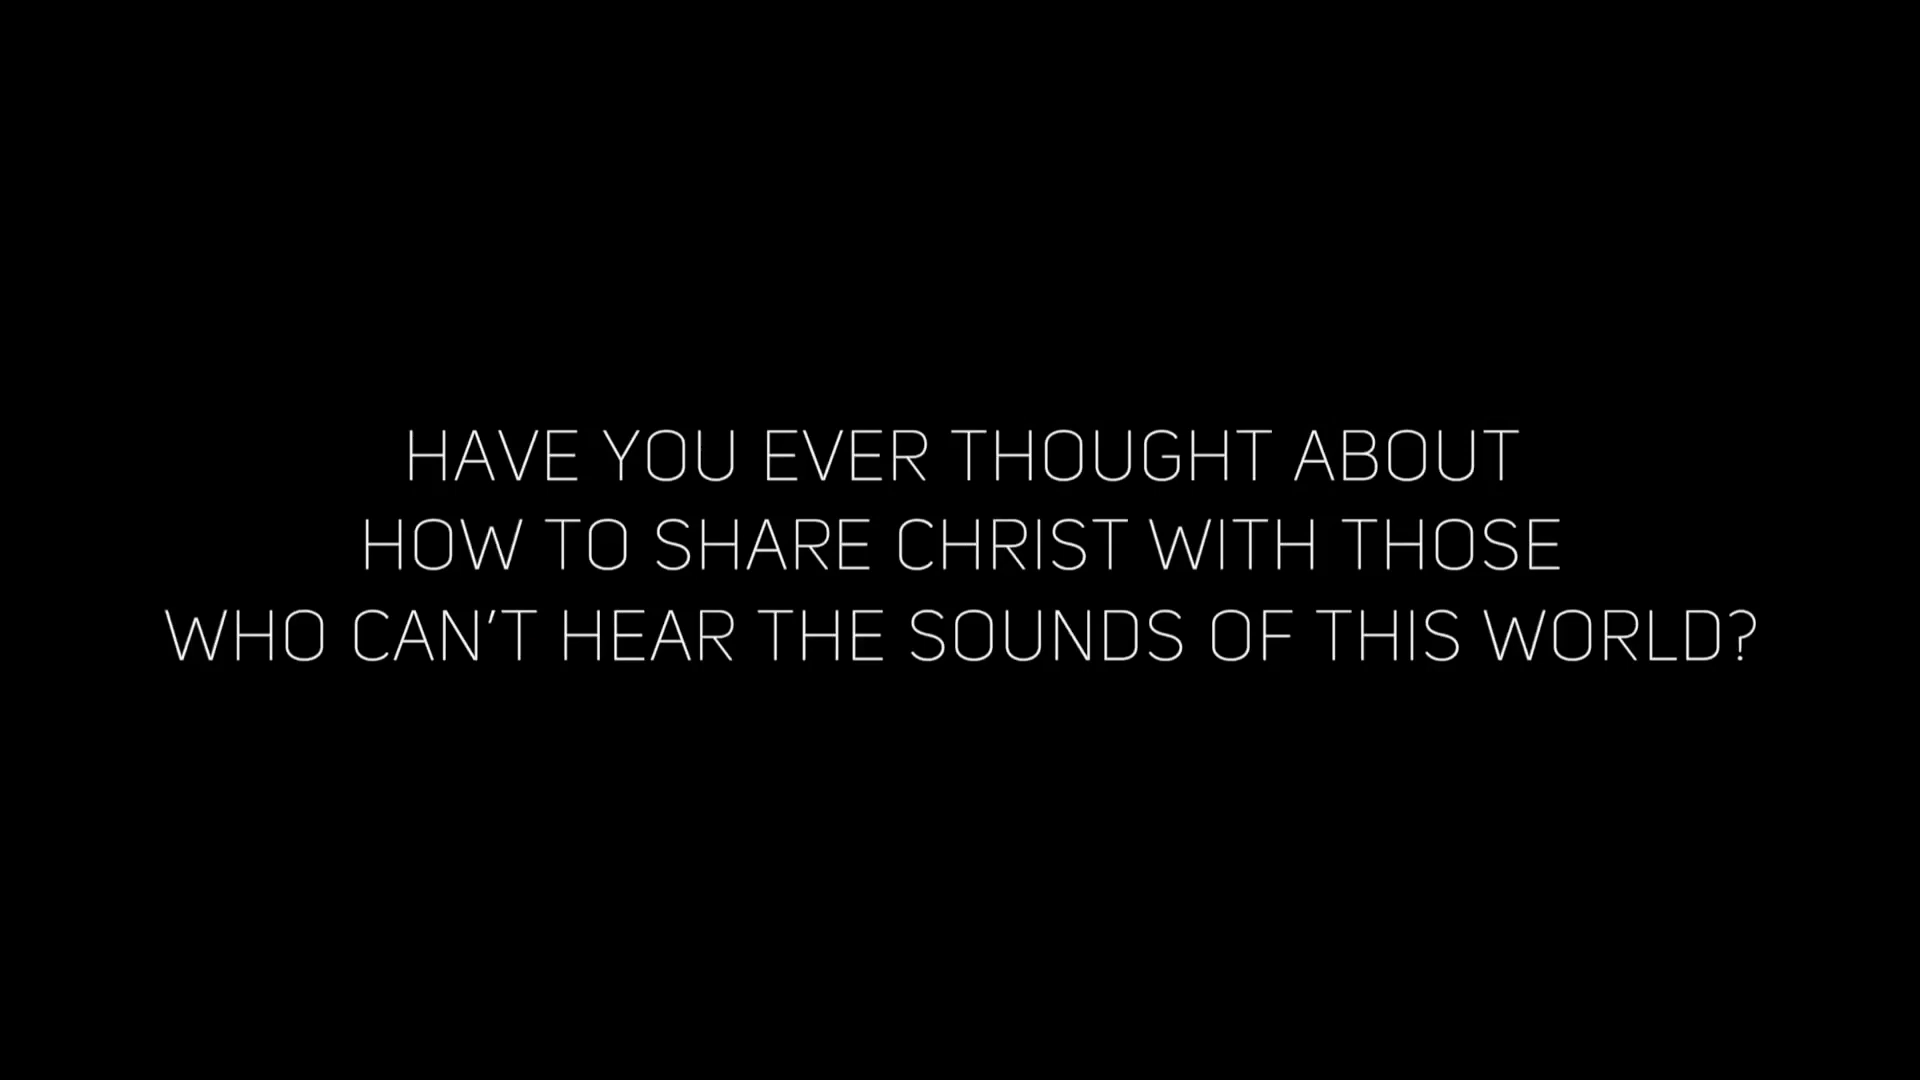 HAVE YOU EVER THOUGHT ABOUT
HOW TO SHARE CHRIST WITH THOSE
WHO CAN'T HEAR THE SOUNDS OF THIS WORLD?